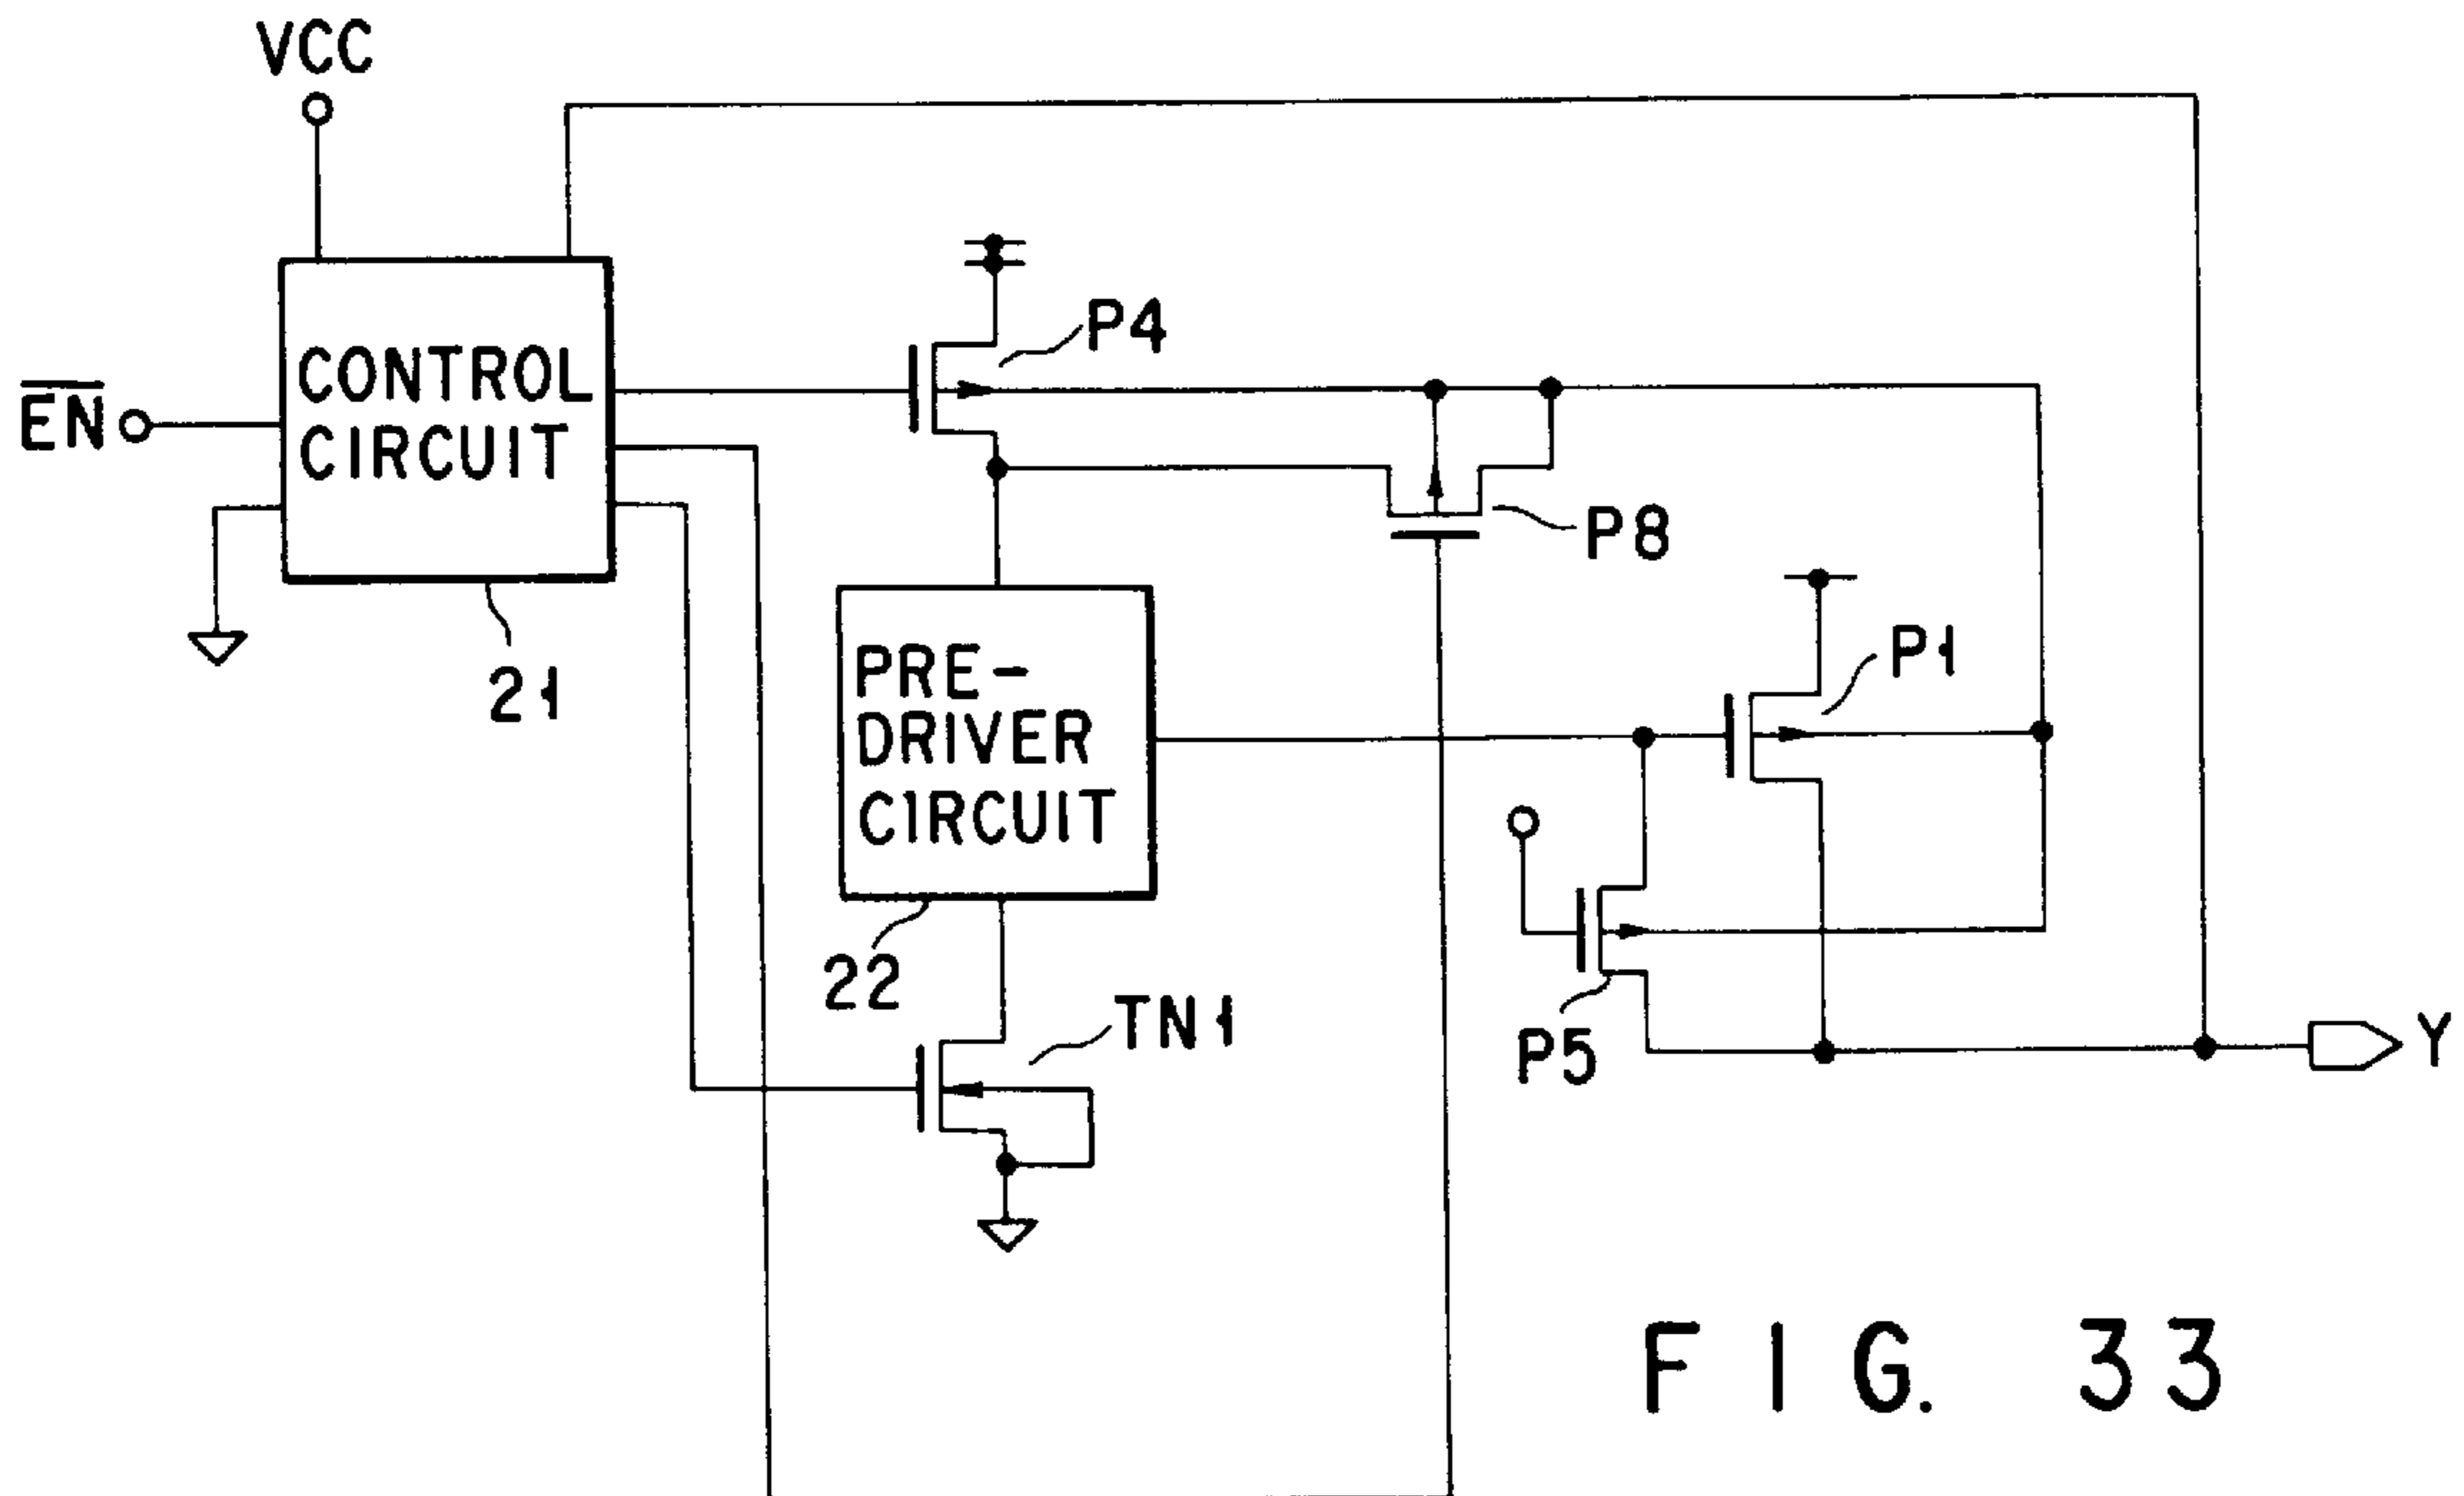 VCC
P4
EN
CONTROL
CIRCUIT
P8
21
PRE-
DRIVER
CIRCUIT
P1
22
TN1
P5
Y
FIG. 33